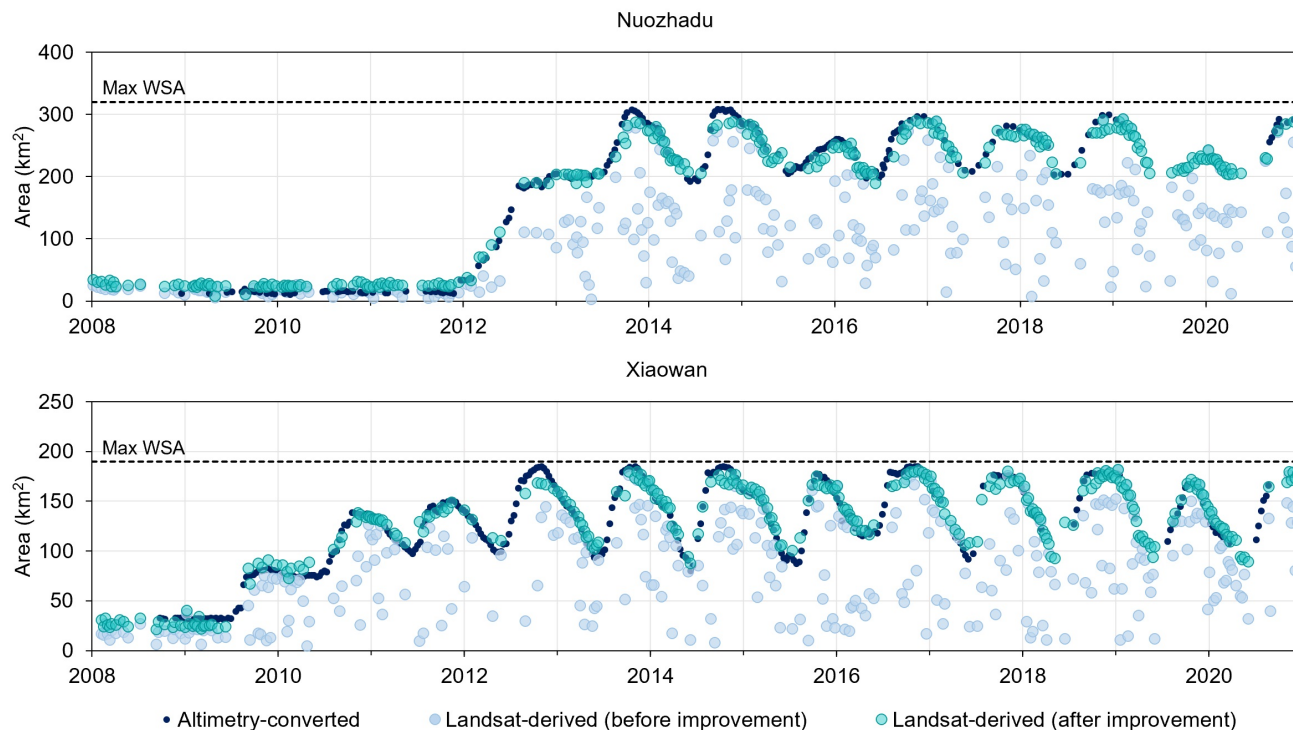 Nuozhadu
400
Max WSA
300
200
100
0
Area (km²)
2008 2010 2012 2014 2016 2018 2020
Xiaowan
250
200
Max WSA
150
100
50
0
Area (km²)
2008 2010 2012 2014 2016 2018 2020
Altimetry-converted Landsat-derived (before improvement) Landsat-derived (after improvement)